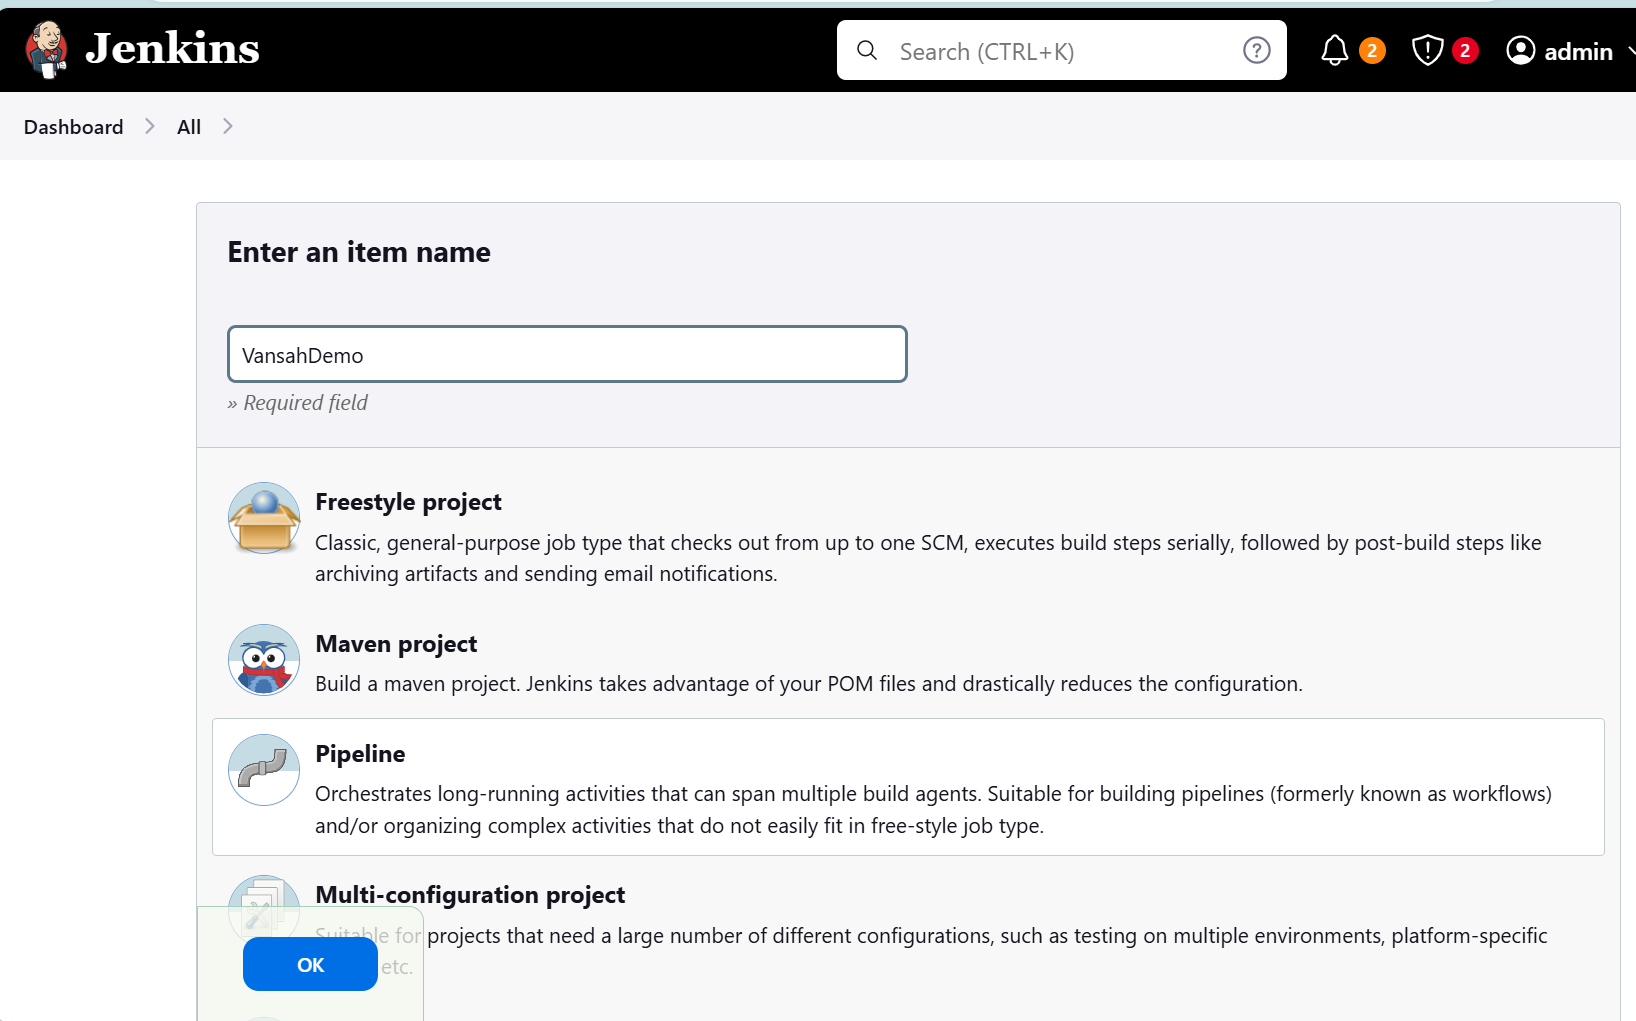 Jenkins
Search (CTRL+K)
2
2
admin
Dashboard
All
Enter an item name
VansahDemo
» Required field
Freestyle project
Classic, general-purpose job type that checks out from up to one SCM, executes build steps serially, followed by post-build steps like
archiving artifacts and sending email notifications.
Maven project
Build a maven project. Jenkins takes advantage of your POM files and drastically reduces the configuration.
Pipeline
Orchestrates long-running activities that can span multiple build agents. Suitable for building pipelines (formerly known as workflows)
and/or organizing complex activities that do not easily fit in free-style job type.
Multi-configuration project
Suitable for projects that need a large number of different configurations, such as testing on multiple environments, platform-specific
etc.
OK